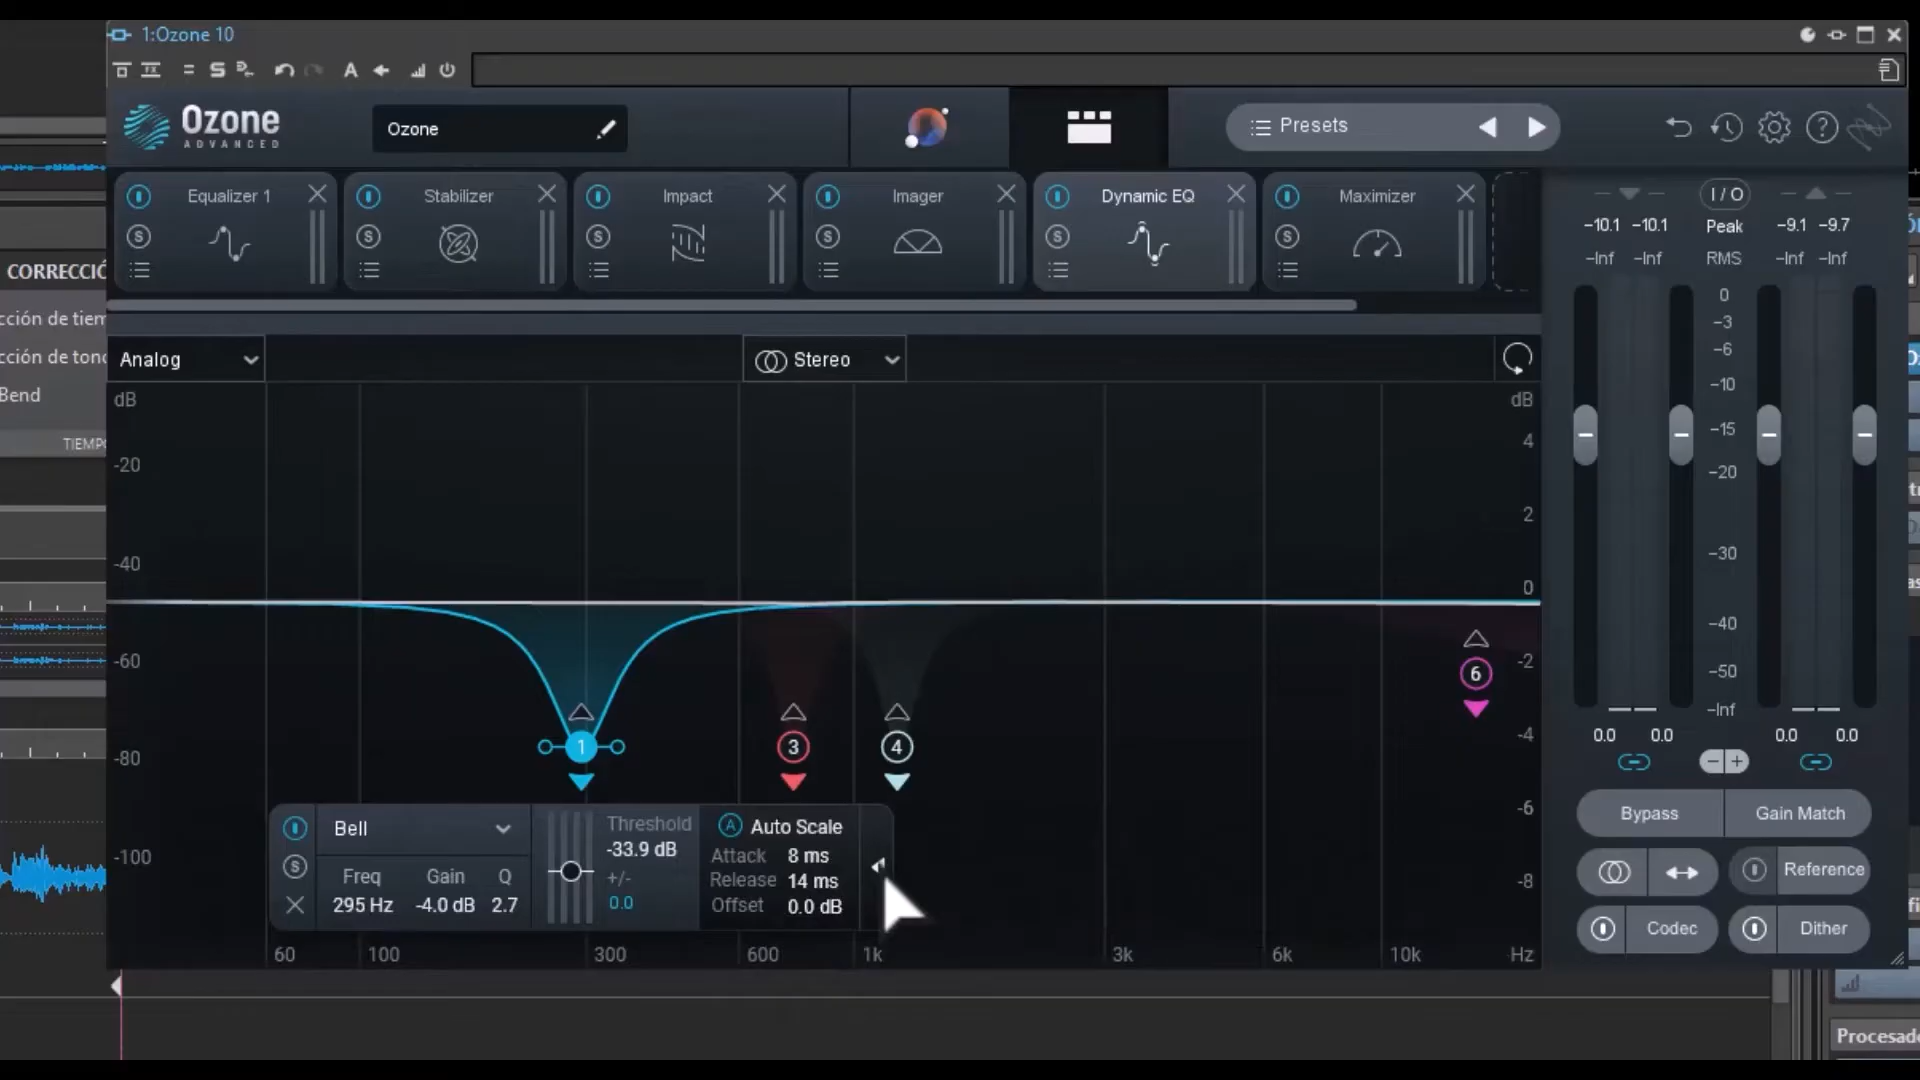 1:Ozone 10
S
A
Ozone
ADVANCED
Ozone
Presets
?
Equalizer 1
Stabilizer
Impact
Imager
Dynamic EQ
Maximizer
S
S
S
S
S
S
I / O
-10.1 -10.1
Peak
-9.1 -9.7
-Inf -Inf
RMS
-Inf -Inf
0
-3
-6
-10
-15
-20
-30
-40
-50
-Inf
0.0 0.0
0.0 0.0
- +
Bypass
Gain Match
Reference
Codec
Dither
CORRECCIÓ
cción de tiem
cción de tono
Bend
TIEMPO
Analog
Stereo
dB
-20
-40
-60
-80
-100
dB
4
2
0
-2
-4
-6
-8
1
3
4
6
Bell
S
Freq Gain Q
295 Hz -4.0 dB 2.7
Threshold
-33.9 dB
+/-
0.0
A Auto Scale
Attack 8 ms
Release 14 ms
Offset 0.0 dB
60 100 300 600 1k 3k 6k 10k Hz
Procesado